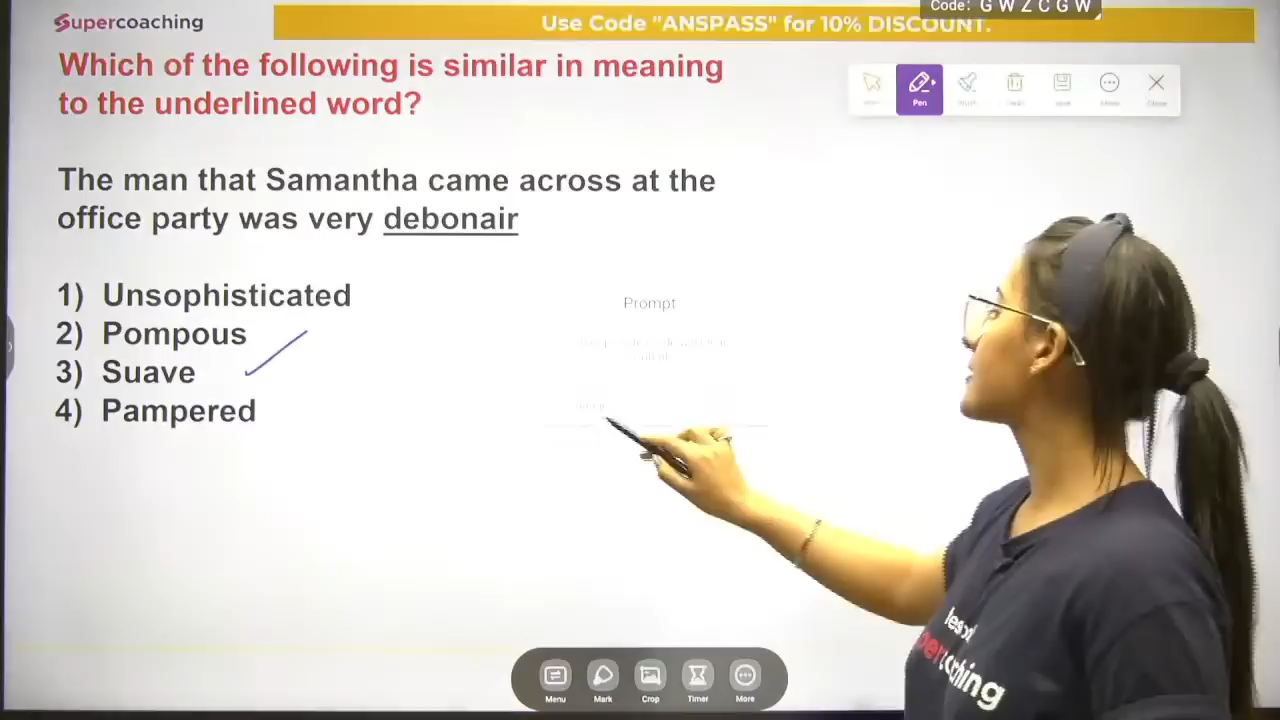 Supercoaching
Use Code "ANSPASS" for 10% DISCOUNT.
Code: G W Z C G W
Which of the following is similar in meaning
to the underlined word?
Pen
Close
The man that Samantha came across at the
office party was very debonair
1) Unsophisticated
2) Pompous
3) Suave
4) Pampered
Prompt
Menu
Mark
Crop
Timer
More